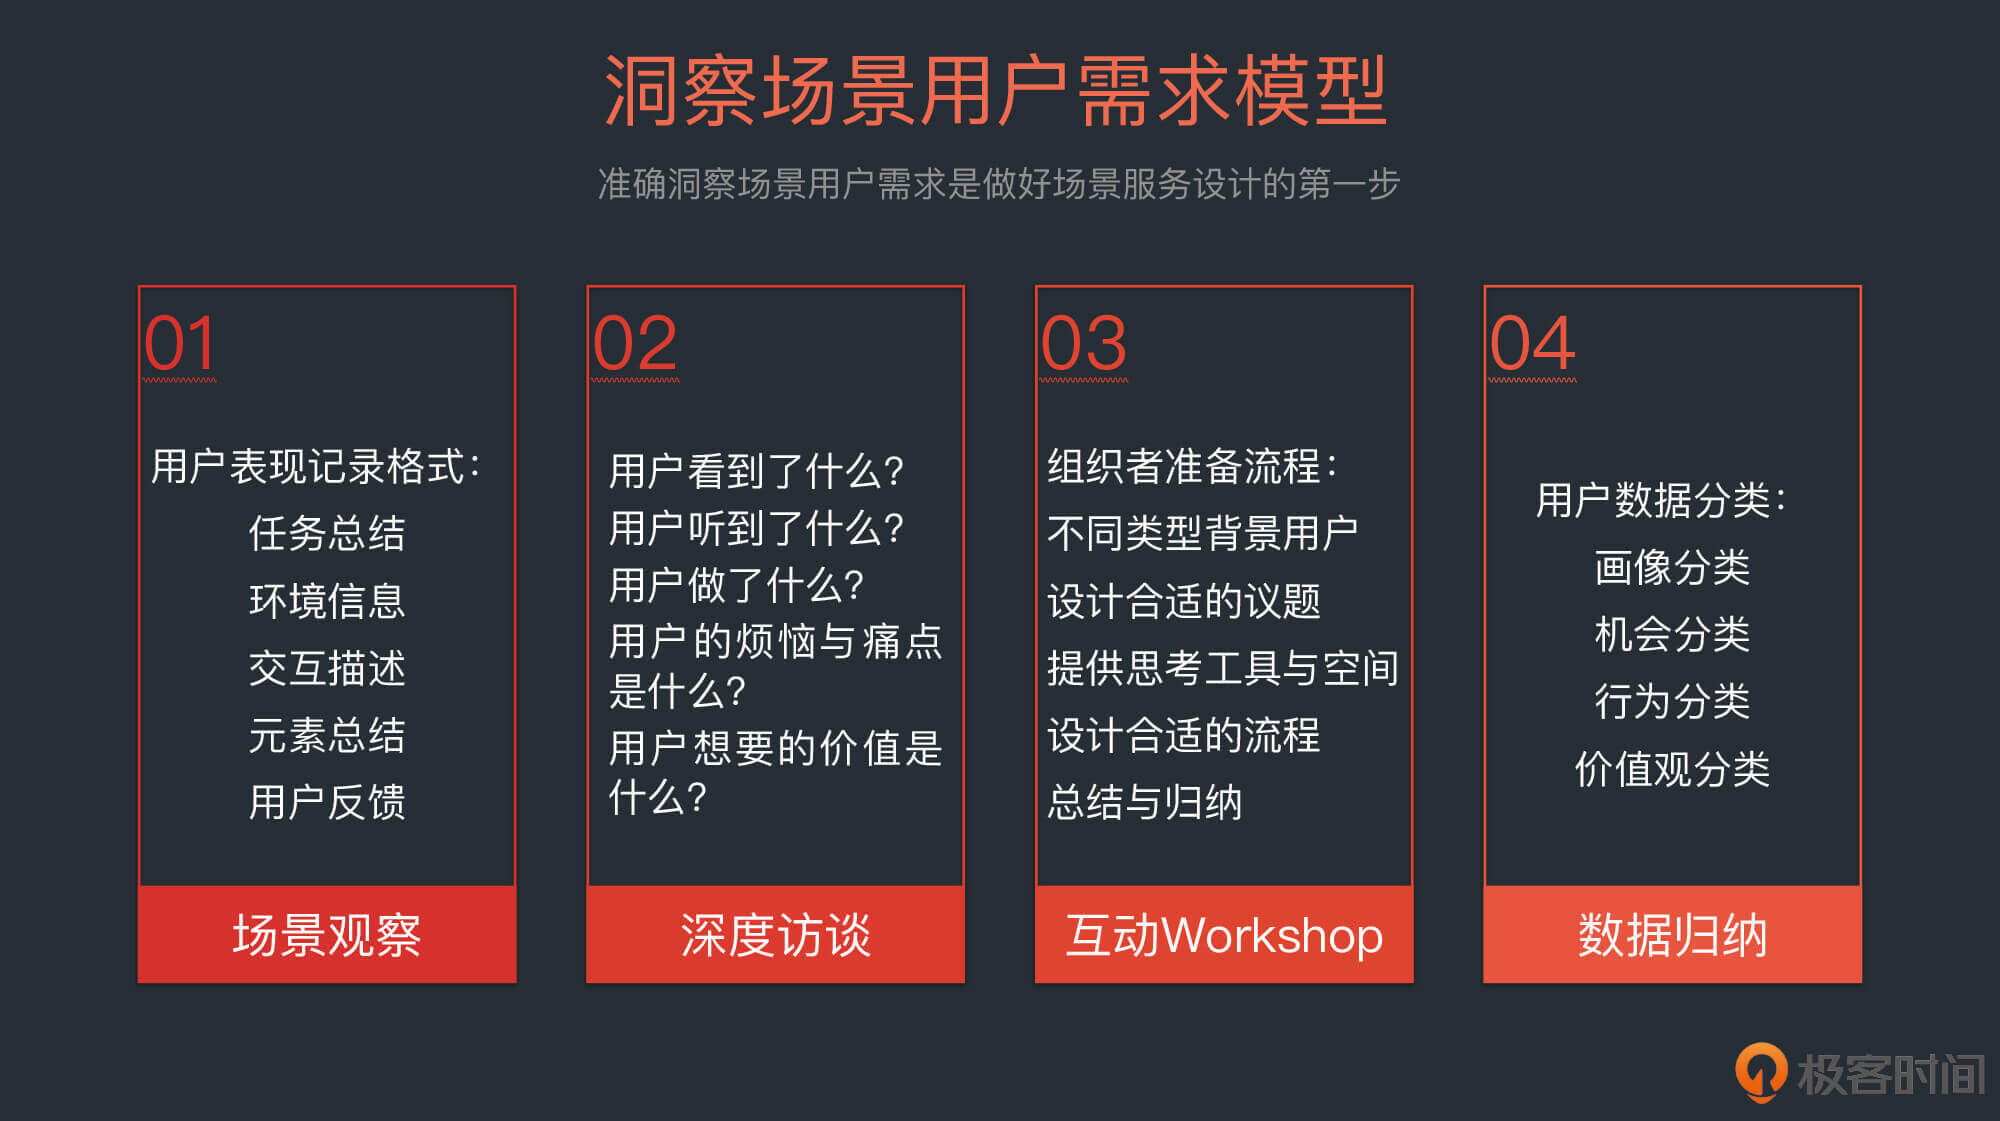 洞察场景用户需求模型
准确洞察场景用户需求是做好场景服务设计的第一步
01
用户表现记录格式：
任务总结
环境信息
交互描述
元素总结
用户反馈
场景观察
02
用户看到了什么？
用户听到了什么？
用户做了什么？
用户的烦恼与痛点
是什么？
用户想要的价值是
什么？
深度访谈
03
组织者准备流程：
不同类型背景用户
设计合适的议题
提供思考工具与空间
设计合适的流程
总结与归纳
互动Workshop
04
用户数据分类：
画像分类
机会分类
行为分类
价值观分类
数据归纳
极客时间